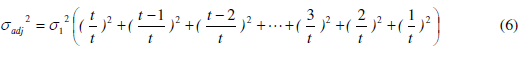 σ_adj² = σ₁² ( (t/t)² + ((t−1)/t)² + ((t−2)/t)² + ⋯ + (3/t)² + (2/t)² + (1/t)² ) (6)